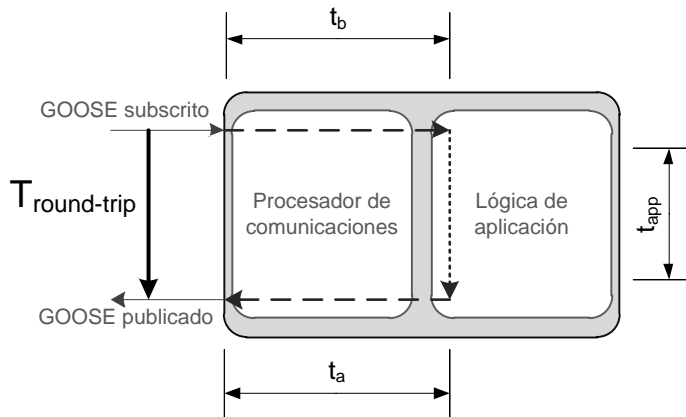 t_b
GOOSE subscrito
T_round-trip
Procesador de
comunicaciones
Lógica de
aplicación
t_app
GOOSE publicado
t_a